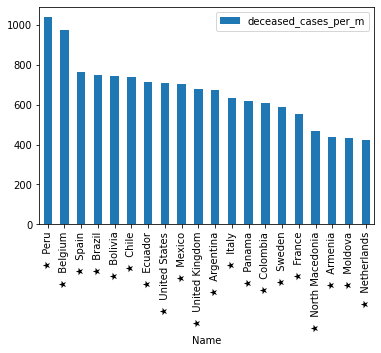 deceased_cases_per_m
1000
800
600
400
200
0
★ Peru
★ Belgium
★ Spain
★ Brazil
★ Bolivia
★ Chile
★ Ecuador
★ United States
★ Mexico
★ United Kingdom
★ Argentina
★ Italy
★ Panama
★ Colombia
★ Sweden
★ France
★ North Macedonia
★ Armenia
★ Moldova
★ Netherlands
Name